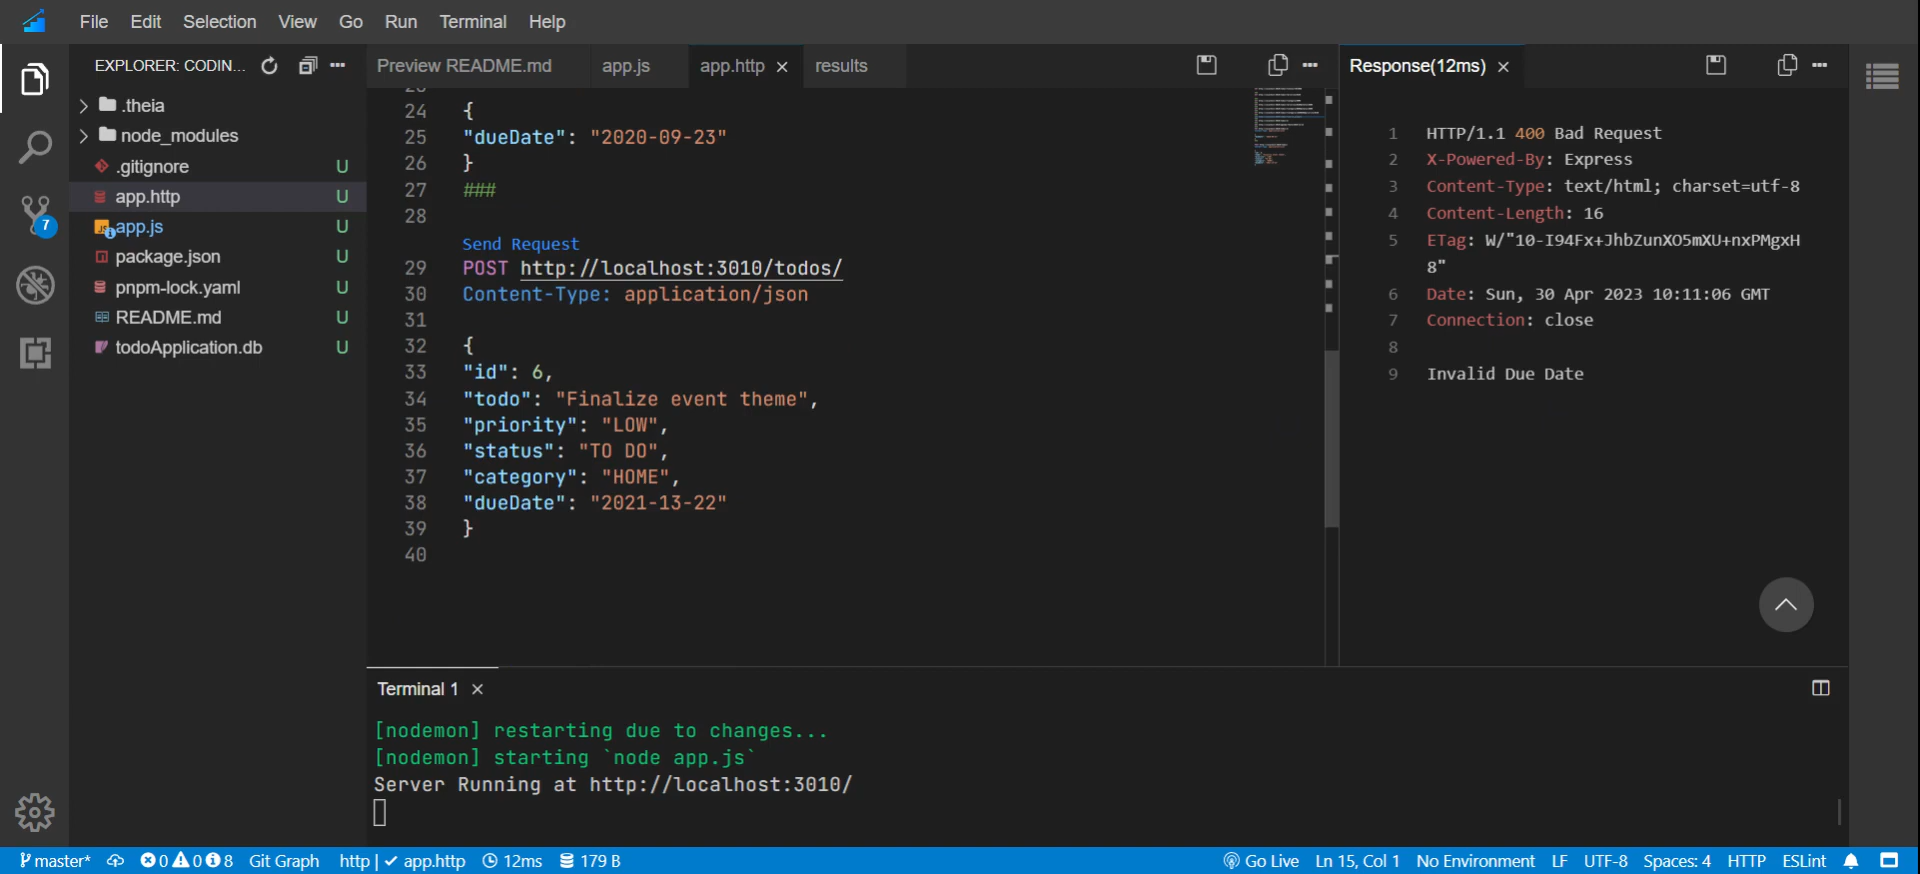 File Edit Selection View Go Run Terminal Help
EXPLORER: CODIN...
.theia
node_modules
.gitignore U
app.http U
app.js U
package.json U
pnpm-lock.yaml U
README.md U
todoApplication.db U
7
Preview README.md app.js app.http results
24 {
25 "dueDate": "2020-09-23"
26 }
27 ###
28
Send Request
29 POST http://localhost:3010/todos/
30 Content-Type: application/json
31
32 {
33 "id": 6,
34 "todo": "Finalize event theme",
35 "priority": "LOW",
36 "status": "TO DO",
37 "category": "HOME",
38 "dueDate": "2021-13-22"
39 }
40
Response(12ms)
1 HTTP/1.1 400 Bad Request
2 X-Powered-By: Express
3 Content-Type: text/html; charset=utf-8
4 Content-Length: 16
5 ETag: W/"10-I94Fx+JhbZunXO5mXU+nxPMgxH
8"
6 Date: Sun, 30 Apr 2023 10:11:06 GMT
7 Connection: close
8
9 Invalid Due Date
Terminal 1
[nodemon] restarting due to changes...
[nodemon] starting `node app.js`
Server Running at http://localhost:3010/
master* 0 0 8 Git Graph http | ✓ app.http 12ms 179 B Go Live Ln 15, Col 1 No Environment LF UTF-8 Spaces: 4 HTTP ESLint